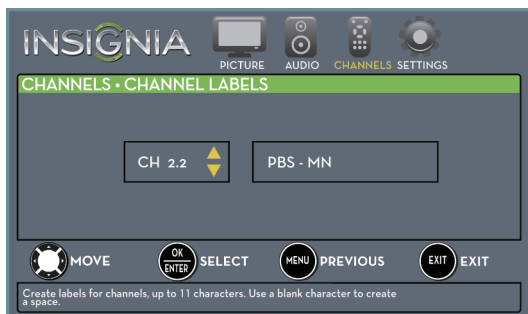 INSIGNIA
PICTURE AUDIO CHANNELS SETTINGS
CHANNELS • CHANNEL LABELS
CH 2.2 PBS - MN
MOVE OK ENTER SELECT MENU PREVIOUS EXIT EXIT
Create labels for channels, up to 11 characters. Use a blank character to create
a space.